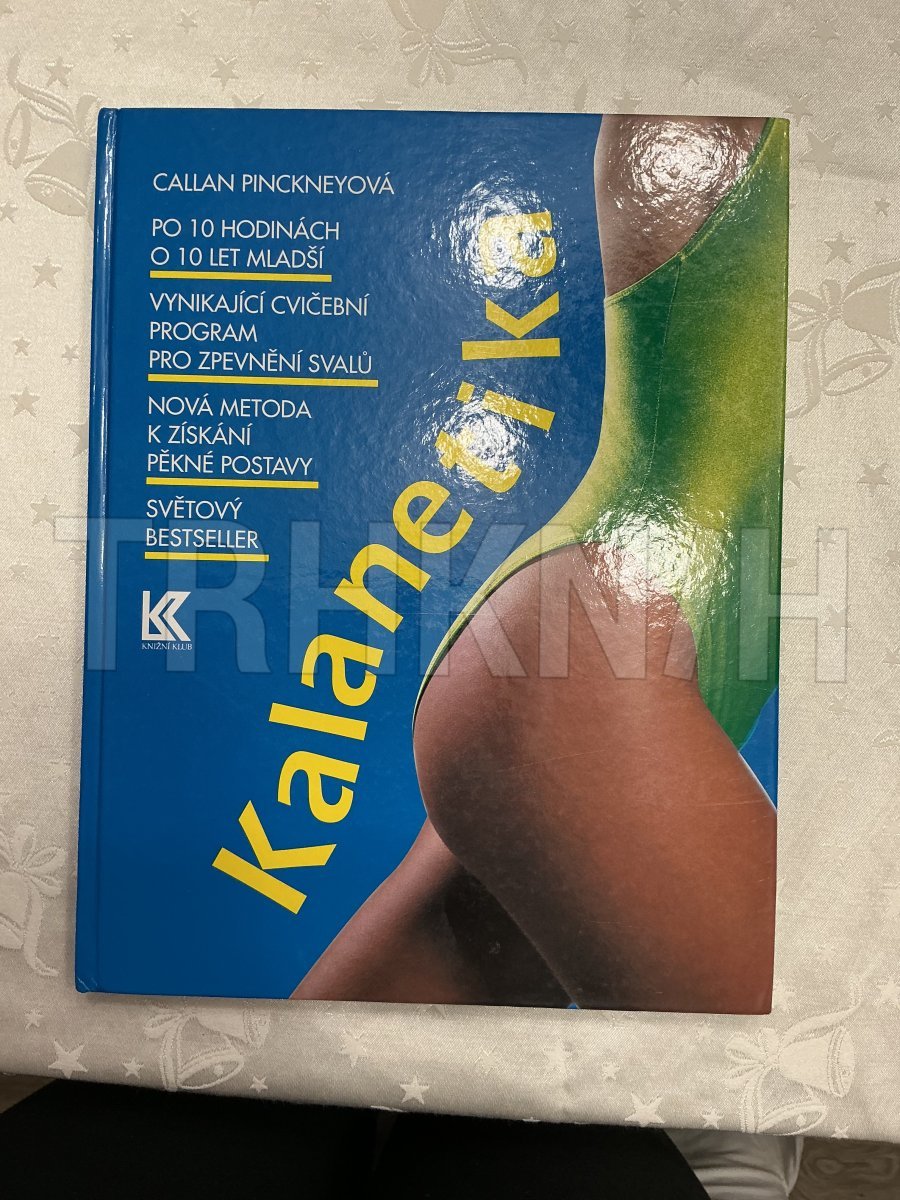 CALLAN PINCKNEYOVÁ
PO 10 HODINÁCH
O 10 LET MLADŠÍ
VYNIKAJÍCÍ CVIČEBNÍ
PROGRAM
PRO ZPEVNĚNÍ SVALŮ
NOVÁ METODA
K ZÍSKÁNÍ
PĚKNÉ POSTAVY
SVĚTOVÝ
BESTSELLER
KK
KNIŽNÍ KLUB
Kalanetika
TRHKNIH